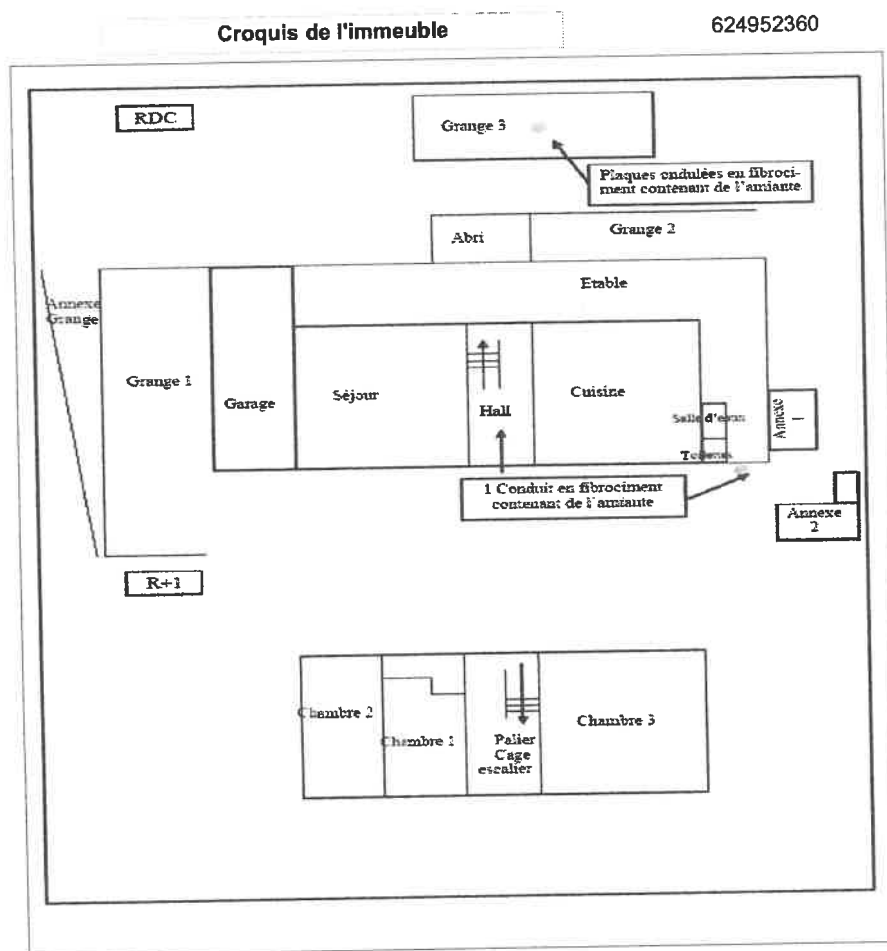 Croquis de l'immeuble
624952360
RDC
Grange 3
Plaques ondulées en fibroci-
ment contenant de l'amiante
Abri
Grange 2
Etable
Annexe
Grange
Grange 1
Garage
Séjour
Hall
Cuisine
Salle d'eau
Toilettes
Annexe
1
1 Conduit en fibrociment
contenant de l'amiante
Annexe
2
R+1
Chambre 2
Chambre 1
Palier
Cage
escalier
Chambre 3